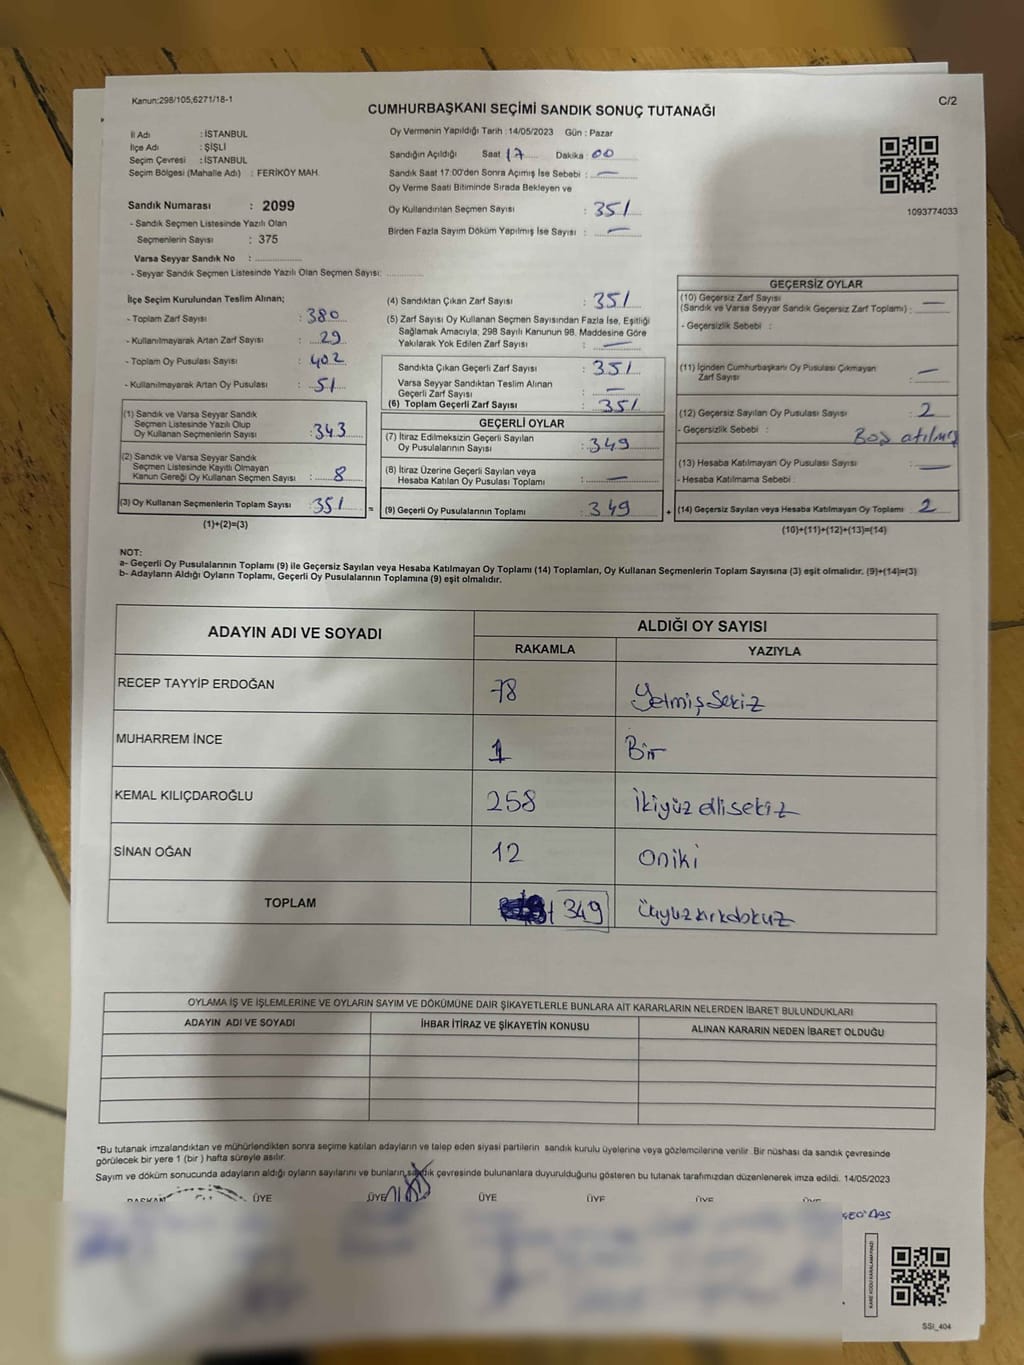 Kanun:298/105,6271/18-1
C/2
CUMHURBAŞKANI SEÇİMİ SANDIK SONUÇ TUTANAĞI
İl Adı : İSTANBUL
İlçe Adı : ŞİŞLİ
Seçim Çevresi : İSTANBUL
Seçim Bölgesi (Mahalle Adı) : FERİKÖY MAH.
Sandık Numarası : 2099
- Sandık Seçmen Listesinde Yazılı Olan
Seçmenlerin Sayısı : 375
Varsa Seyyar Sandık No :
- Seyyar Sandık Seçmen Listesinde Yazılı Olan Seçmen Sayısı:
Oy Vermenin Yapıldığı Tarih : 14/05/2023 Gün : Pazar
Sandığın Açıldığı Saat 17 Dakika : 00
Sandık Saat 17:00'den Sonra Açımış İse Sebebi : —
Oy Verme Saati Bitiminde Sırada Bekleyen ve
Oy Kullandırılan Seçmen Sayısı : 351
Birden Fazla Sayım Döküm Yapılmış İse Sayısı : —
1093774033
İlçe Seçim Kurulundan Teslim Alınan;
- Toplam Zarf Sayısı : 380
- Kullanılmayarak Artan Zarf Sayısı : 29
- Toplam Oy Pusulası Sayısı : 402
- Kullanılmayarak Artan Oy Pusulası : 51
(1) Sandık ve Varsa Seyyar Sandık
Seçmen Listesinde Yazılı Olup
Oy Kullanan Seçmenlerin Sayısı : 343
(2) Sandık ve Varsa Seyyar Sandık
Seçmen Listesinde Kayıtlı Olmayan
Kanun Gereği Oy Kullanan Seçmen Sayısı : 8
(3) Oy Kullanan Seçmenlerin Toplam Sayısı : 351
(1)+(2)=(3)
(4) Sandıktan Çıkan Zarf Sayısı : 351
(5) Zarf Sayısı Oy Kullanan Seçmen Sayısından Fazla İse, Eşitliği
Sağlamak Amacıyla; 298 Sayılı Kanunun 98. Maddesine Göre
Yakılarak Yok Edilen Zarf Sayısı : —
Sandıkta Çıkan Geçerli Zarf Sayısı : 351
Varsa Seyyar Sandıktan Teslim Alınan
Geçerli Zarf Sayısı : —
(6) Toplam Geçerli Zarf Sayısı : 351
GEÇERLİ OYLAR
(7) İtiraz Edilmeksizin Geçerli Sayılan
Oy Pusulalarının Sayısı : 349
(8) İtiraz Üzerine Geçerli Sayılan veya
Hesaba Katılan Oy Pusulası Toplamı : —
= (9) Geçerli Oy Pusulalarının Toplamı : 349
GEÇERSİZ OYLAR
(10) Geçersiz Zarf Sayısı
(Sandık ve Varsa Seyyar Sandık Geçersiz Zarf Toplamı) : —
- Geçersizlik Sebebi :
(11) İçinden Cumhurbaşkanı Oy Pusulası Çıkmayan
Zarf Sayısı : —
(12) Geçersiz Sayılan Oy Pusulası Sayısı : 2
- Geçersizlik Sebebi : Boş atılmış
(13) Hesaba Katılmayan Oy Pusulası Sayısı : —
- Hesaba Katılmama Sebebi :
+ (14) Geçersiz Sayılan veya Hesaba Katılmayan Oy Toplamı : 2
(10)+(11)+(12)+(13)=(14)
NOT:
a- Geçerli Oy Pusulalarının Toplamı (9) ile Geçersiz Sayılan veya Hesaba Katılmayan Oy Toplamı (14) Toplamları, Oy Kullanan Seçmenlerin Toplam Sayısına (3) eşit olmalıdır. (9)+(14)=(3)
b- Adayların Aldığı Oyların Toplamı, Geçerli Oy Pusulalarının Toplamına (9) eşit olmalıdır.
ADAYIN ADI VE SOYADI
ALDIĞI OY SAYISI
RAKAMLA YAZIYLA
RECEP TAYYİP ERDOĞAN 78 Yetmiş Sekiz
MUHARREM İNCE 1 Bir
KEMAL KILIÇDAROĞLU 258 İkiyüz ellisekiz
SİNAN OĞAN 12 Oniki
TOPLAM 349 Üçyüzkırkdokuz
OYLAMA İŞ VE İŞLEMLERİNE VE OYLARIN SAYIM VE DÖKÜMÜNE DAİR ŞİKAYETLERLE BUNLARA AİT KARARLARIN NELERDEN İBARET BULUNDUKLARI
ADAYIN ADI VE SOYADI İHBAR İTİRAZ VE ŞİKAYETİN KONUSU ALINAN KARARIN NEDEN İBARET OLDUĞU
*Bu tutanak imzalandıktan ve mühürlendikten sonra seçime katılan adayların ve talep eden siyasi partilerin sandık kurulu üyelerine veya gözlemcilerine verilir. Bir nüshası da sandık çevresinde
görülecek bir yere 1 (bir ) hafta süreyle asılır.
Sayım ve döküm sonucunda adayların aldığı oyların sayılarını ve bunların sandık çevresinde bulunanlara duyurulduğunu gösteren bu tutanak tarafımızdan düzenlenerek imza edildi. 14/05/2023
BAŞKAN ÜYE ÜYE ÜYE ÜYE ÜYE ÜYE
SSİ_404